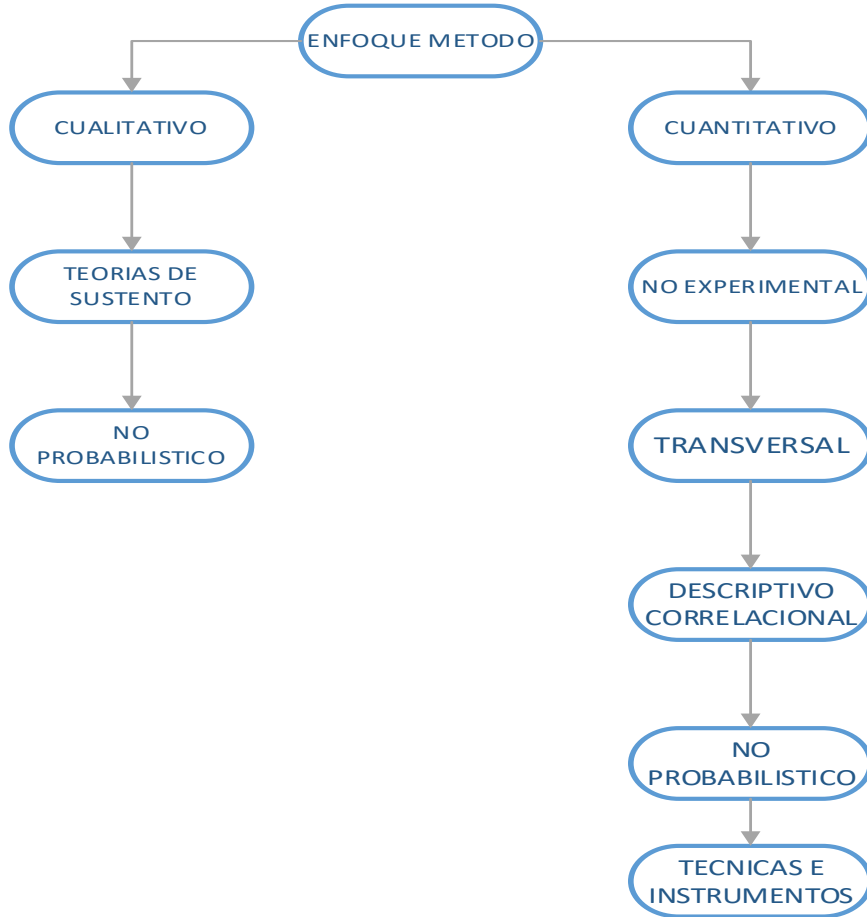 ENFOQUE METODO
CUALITATIVO
CUANTITATIVO
TEORIAS DE
SUSTENTO
NO EXPERIMENTAL
NO
PROBABILISTICO
TRANSVERSAL
DESCRIPTIVO
CORRELACIONAL
NO
PROBABILISTICO
TECNICAS E
INSTRUMENTOS